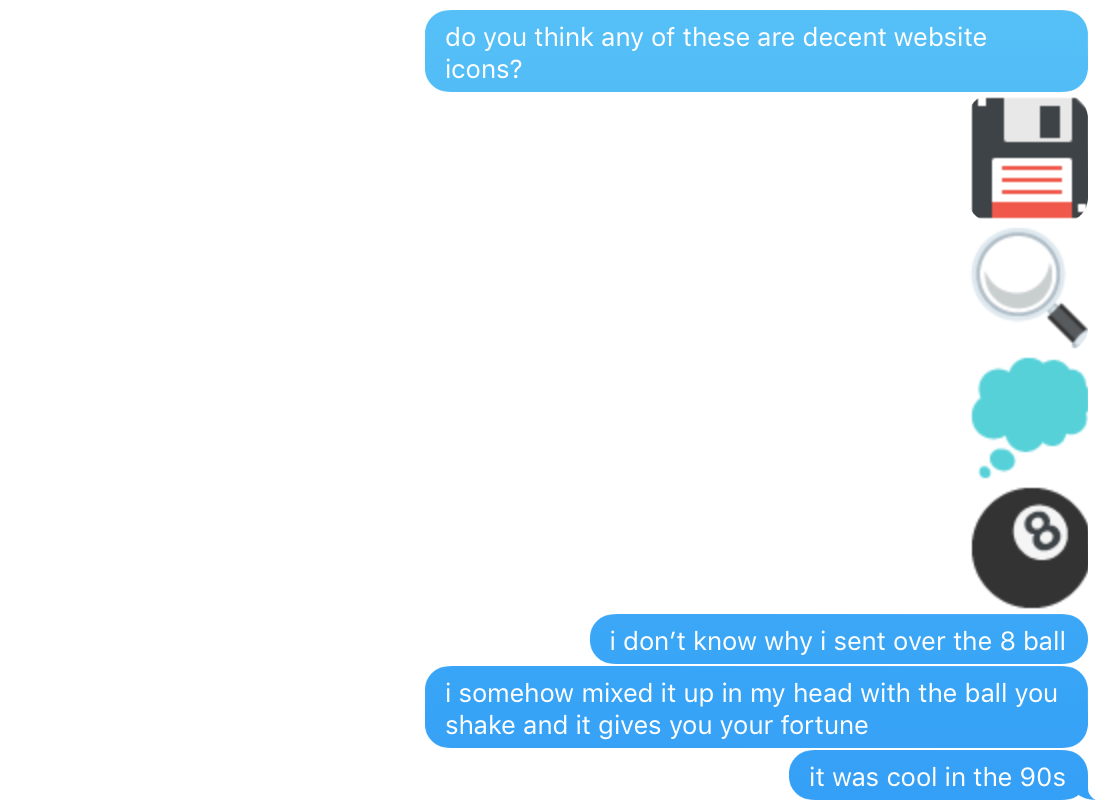 do you think any of these are decent website
icons?
8
i don’t know why i sent over the 8 ball
i somehow mixed it up in my head with the ball you
shake and it gives you your fortune
it was cool in the 90s